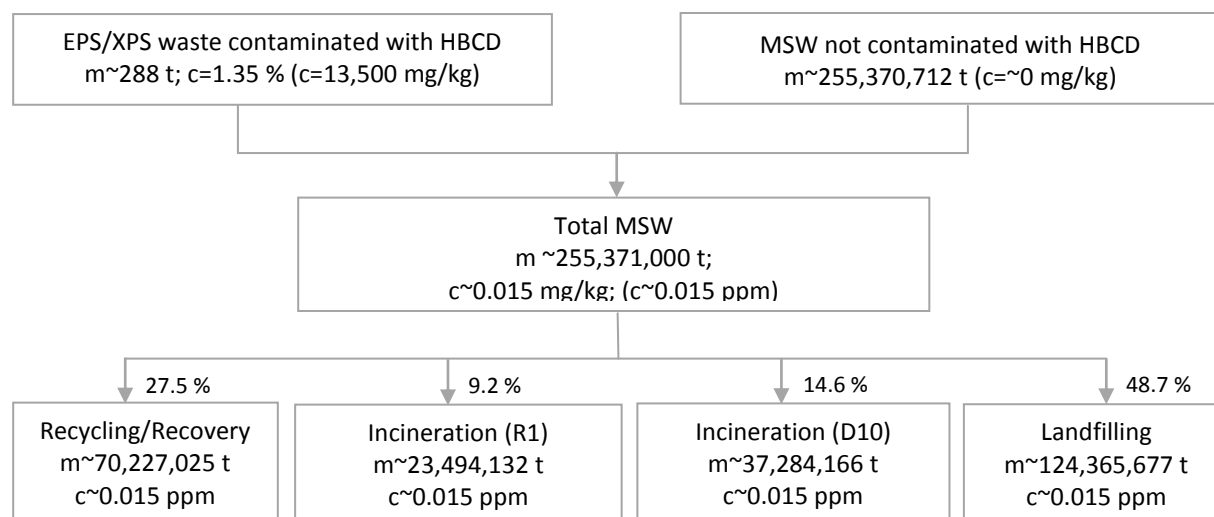 EPS/XPS waste contaminated with HBCD
m~288 t; c=1.35 % (c=13,500 mg/kg)
MSW not contaminated with HBCD
m~255,370,712 t (c=~0 mg/kg)
Total MSW
m ~255,371,000 t;
c~0.015 mg/kg; (c~0.015 ppm)
27.5 %
9.2 %
14.6 %
48.7 %
Recycling/Recovery
m~70,227,025 t
c~0.015 ppm
Incineration (R1)
m~23,494,132 t
c~0.015 ppm
Incineration (D10)
m~37,284,166 t
c~0.015 ppm
Landfilling
m~124,365,677 t
c~0.015 ppm